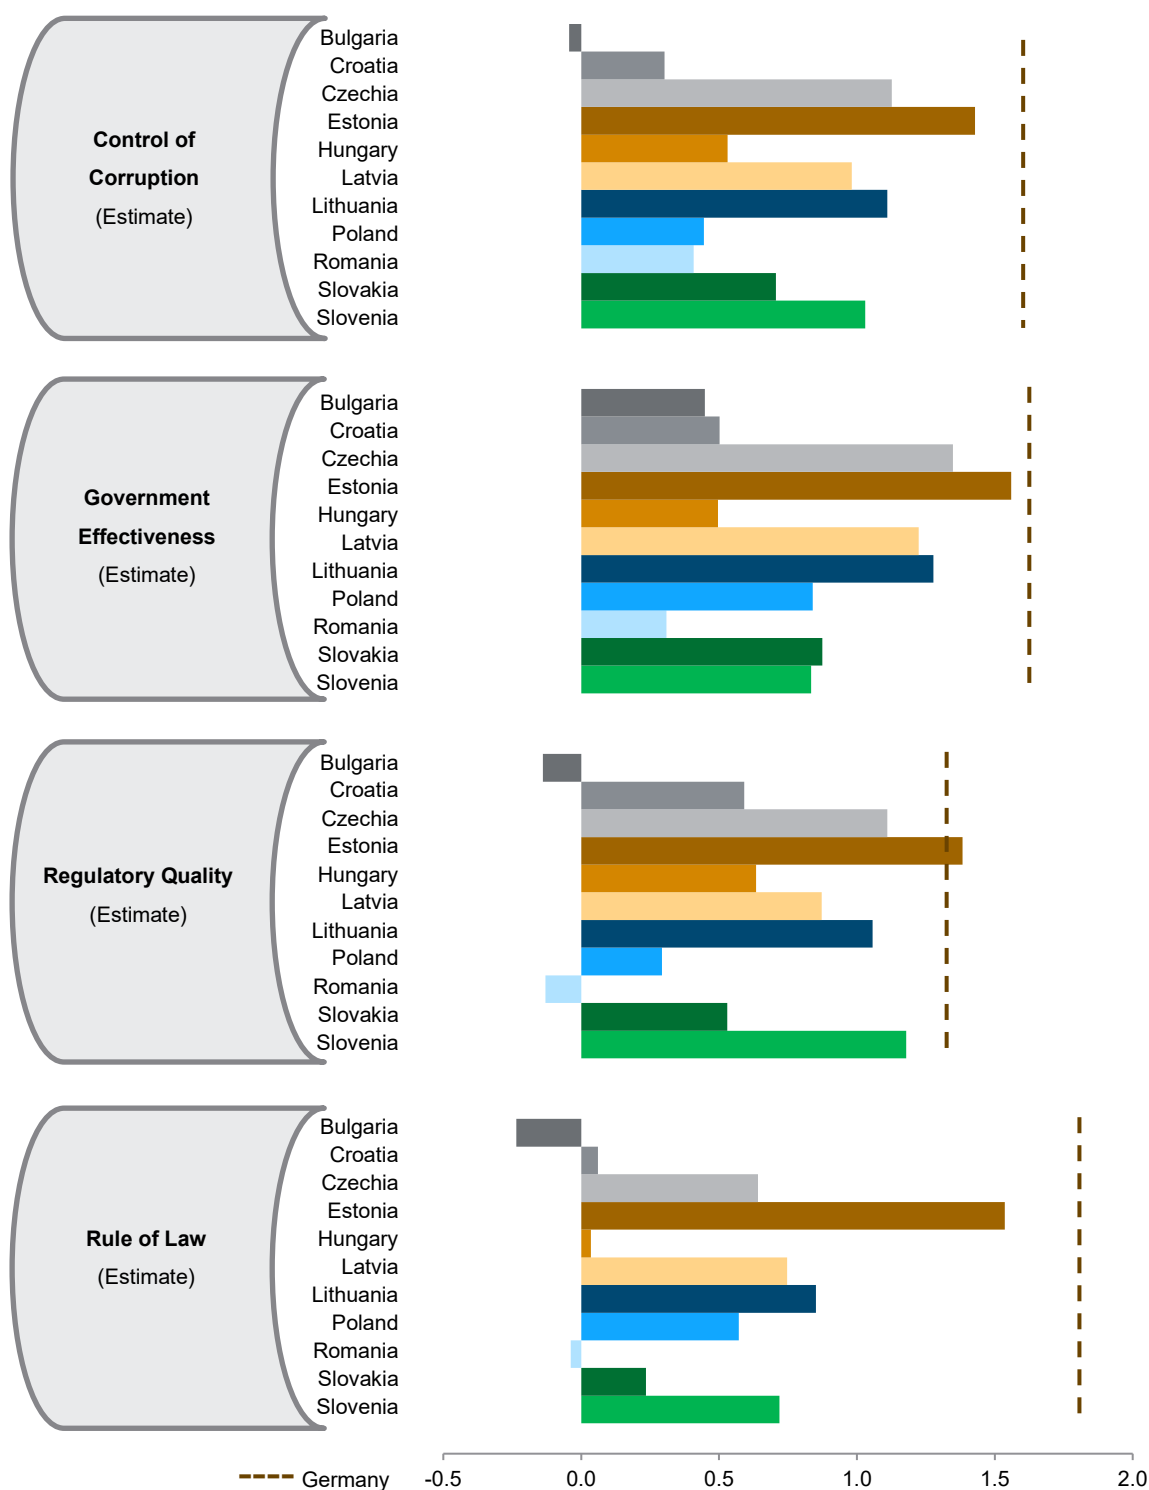 Control of
Corruption
(Estimate)
Bulgaria
Croatia
Czechia
Estonia
Hungary
Latvia
Lithuania
Poland
Romania
Slovakia
Slovenia
Government
Effectiveness
(Estimate)
Bulgaria
Croatia
Czechia
Estonia
Hungary
Latvia
Lithuania
Poland
Romania
Slovakia
Slovenia
Regulatory Quality
(Estimate)
Bulgaria
Croatia
Czechia
Estonia
Hungary
Latvia
Lithuania
Poland
Romania
Slovakia
Slovenia
Rule of Law
(Estimate)
Bulgaria
Croatia
Czechia
Estonia
Hungary
Latvia
Lithuania
Poland
Romania
Slovakia
Slovenia
Germany
-0.5 0.0 0.5 1.0 1.5 2.0